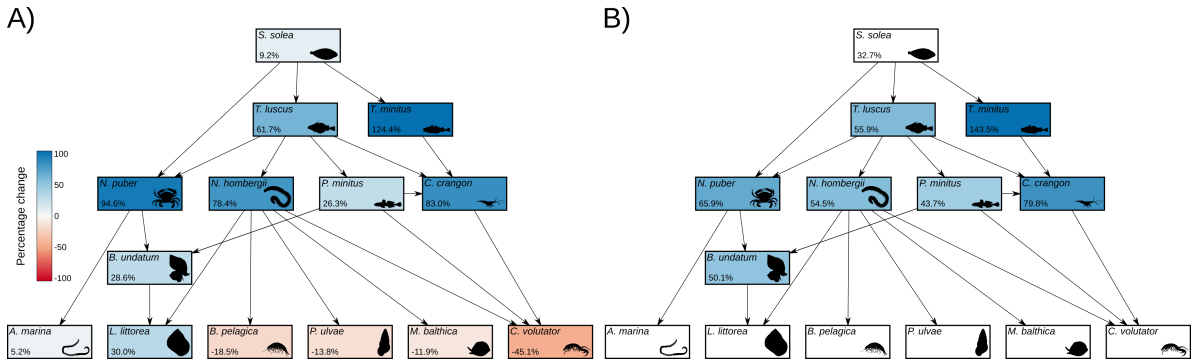 A)
B)
S. solea
9.2%
S. solea
32.7%
T. luscus
61.7%
T. minitus
124.4%
T. luscus
55.9%
T. minitus
143.5%
Percentage change
100
50
0
-50
-100
N. puber
94.6%
N. hombergii
78.4%
P. minitus
26.3%
C. crangon
83.0%
N. puber
65.9%
N. hombergii
54.5%
P. minitus
43.7%
C. crangon
79.8%
B. undatum
28.6%
B. undatum
50.1%
A. marina
5.2%
L. littorea
30.0%
B. pelagica
-18.5%
P. ulvae
-13.8%
M. balthica
-11.9%
C. volutator
-45.1%
A. marina
L. littorea
B. pelagica
P. ulvae
M. balthica
C. volutator